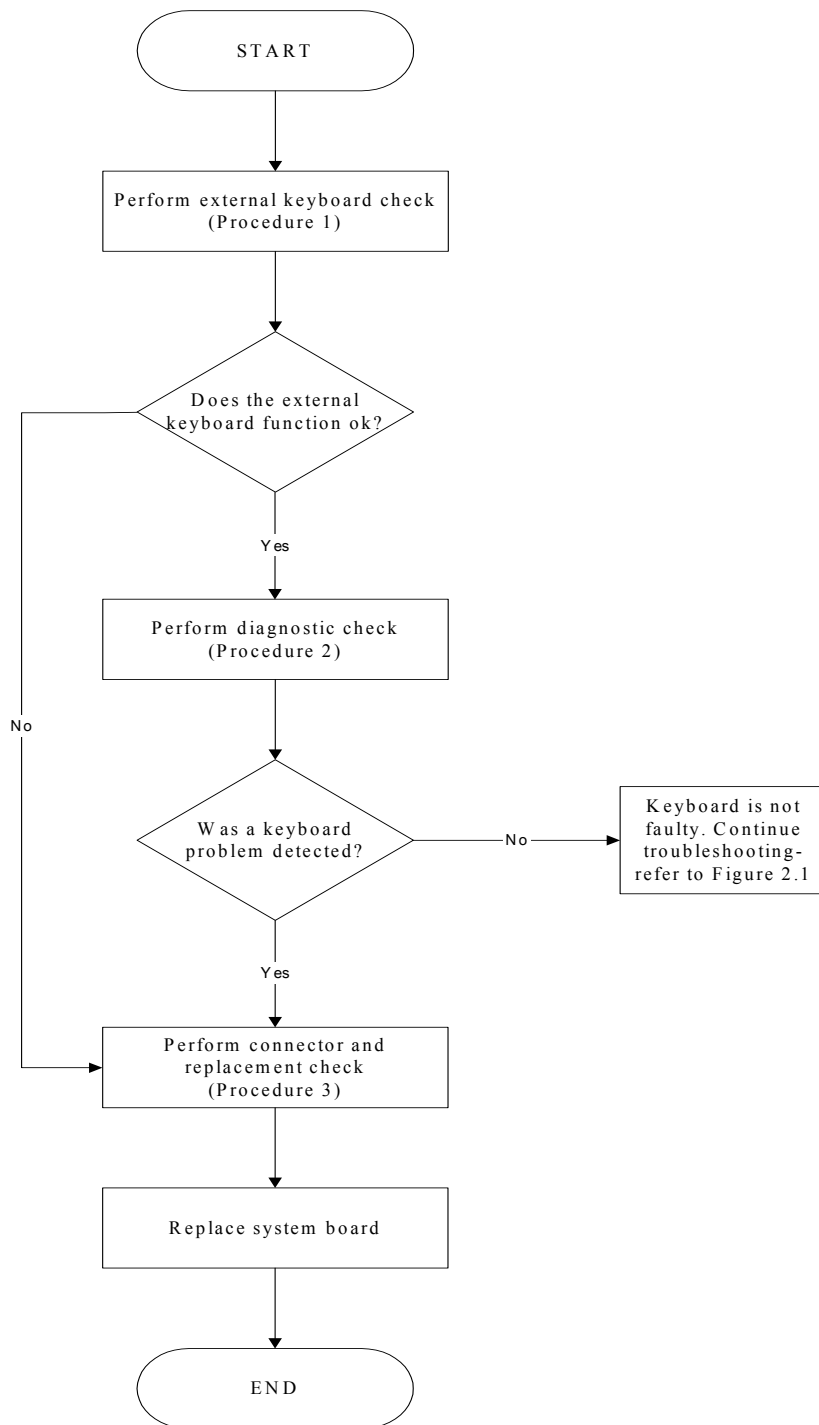 START
Perform external keyboard check
(Procedure 1)
Does the external
keyboard function ok?
Yes
Perform diagnostic check
(Procedure 2)
No
Was a keyboard
problem detected?
No
Keyboard is not
faulty. Continue
troubleshooting-
refer to Figure 2.1
Yes
Perform connector and
replacement check
(Procedure 3)
Replace system board
END